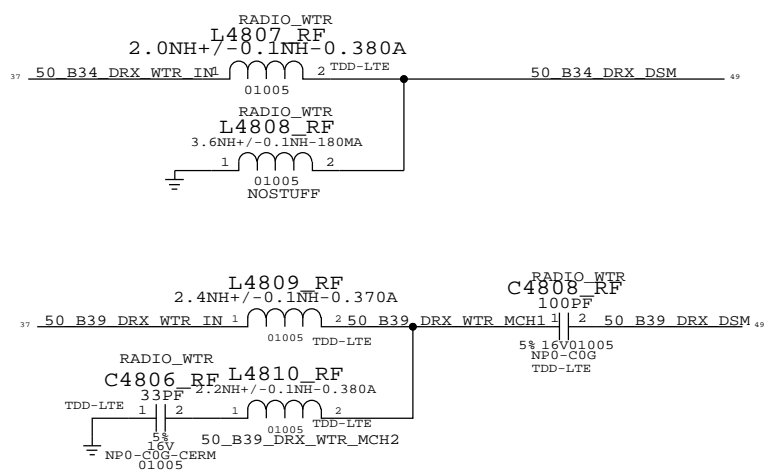 RADIO_WTR
L4807_RF
2.0NH+/-0.1NH-0.380A
37 50_B34_DRX_WTR_IN 1 2 TDD-LTE 50_B34_DRX_DSM 49
01005
RADIO_WTR
L4808_RF
3.6NH+/-0.1NH-180MA
1 2
01005
NOSTUFF
L4809_RF
2.4NH+/-0.1NH-0.370A
RADIO_WTR
C4808_RF
100PF
37 50_B39_DRX_WTR_IN 1 2 50_B39_DRX_WTR_MCH1 1 2 50_B39_DRX_DSM 49
01005 TDD-LTE
5% 16V 01005
NP0-C0G
TDD-LTE
RADIO_WTR
C4806_RF
33PF
L4810_RF
2.2NH+/-0.1NH-0.380A
TDD-LTE 1 2 1 2
01005 TDD-LTE
50_B39_DRX_WTR_MCH2
5%
16V
NP0-C0G-CERM
01005